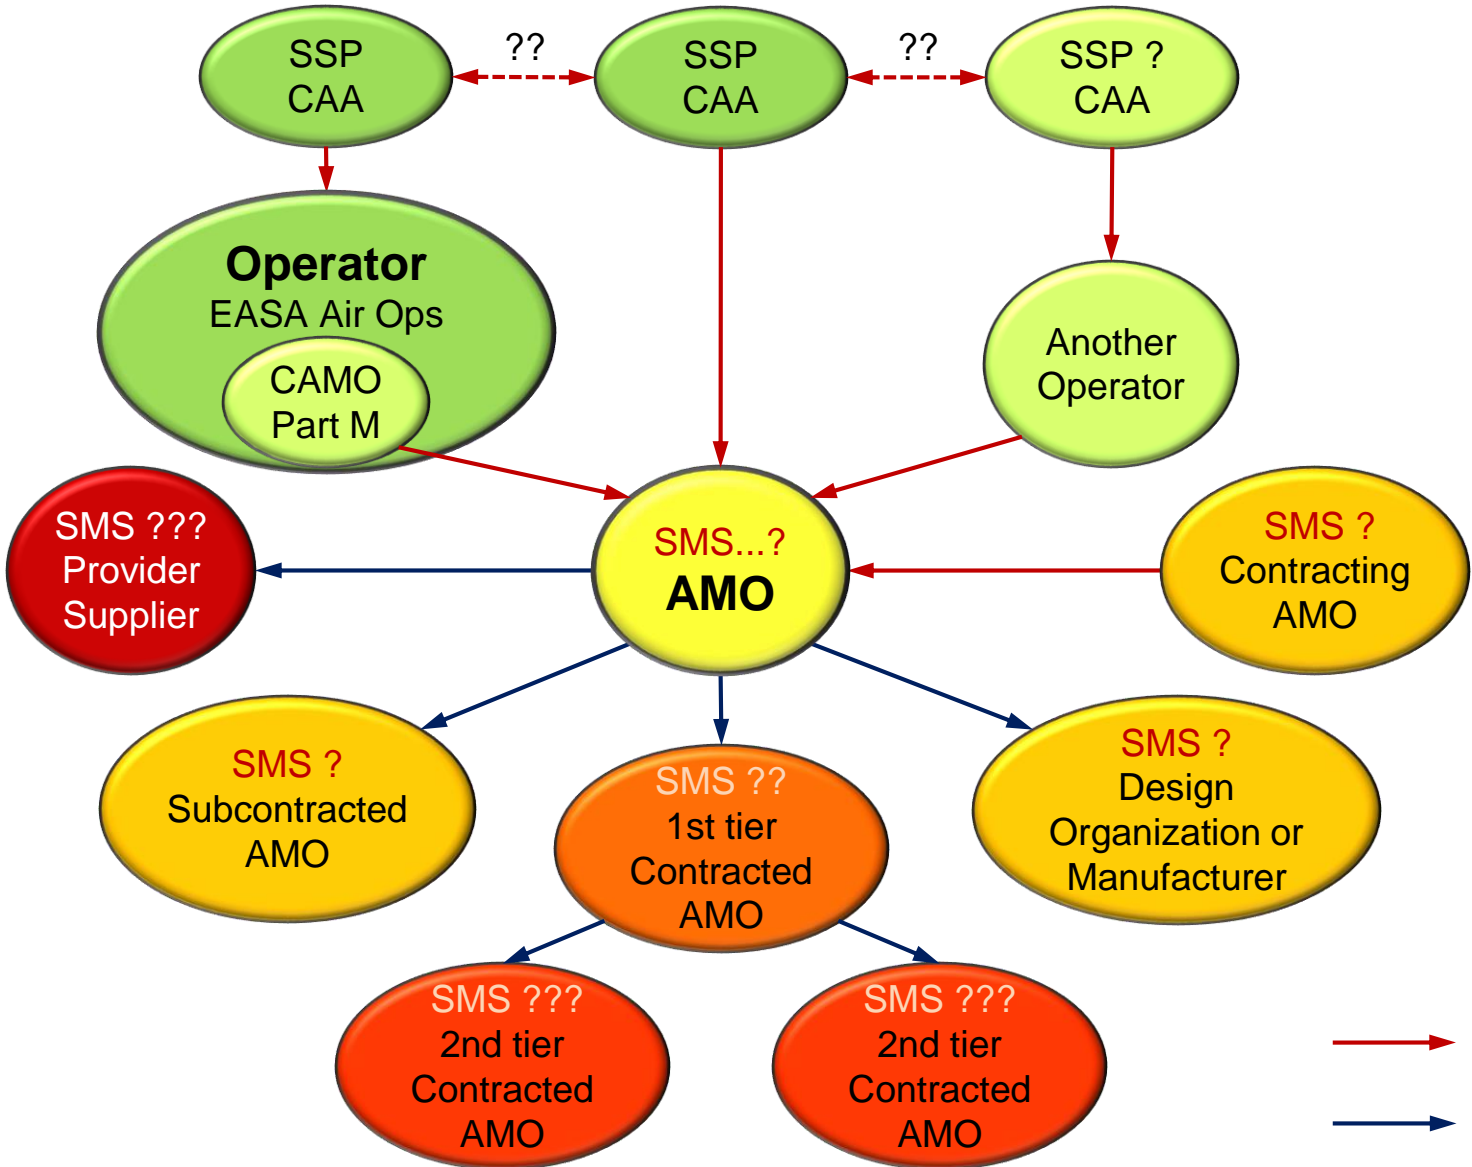 SSP
CAA
??
SSP
CAA
??
SSP ?
CAA
Operator
EASA Air Ops
CAMO
Part M
Another
Operator
SMS ???
Provider
Supplier
SMS...?
AMO
SMS ?
Contracting
AMO
SMS ?
Subcontracted
AMO
SMS ??
1st tier
Contracted
AMO
SMS ?
Design
Organization or
Manufacturer
SMS ???
2nd tier
Contracted
AMO
SMS ???
2nd tier
Contracted
AMO